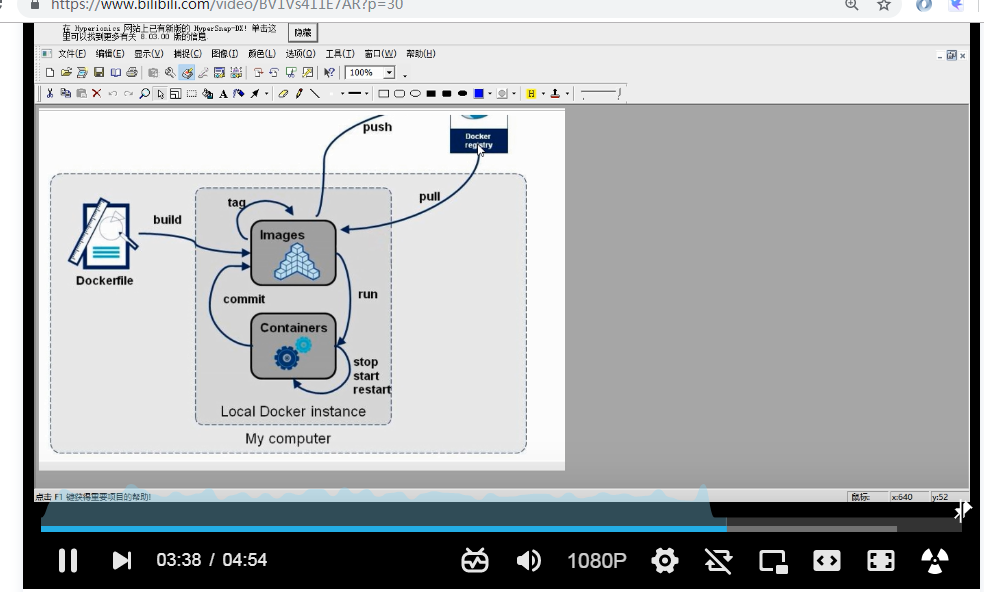 https://www.bilibili.com/video/BV1Vs411E7AR?p=30
在 Hyperionics 网站上已有新版的 HyperSnap-DX! 单击这
里可以找到更多有关 8.03.00 版的信息.
隐藏
文件(F) 编辑(E) 显示(V) 捕捉(C) 图像(I) 颜色(L) 选项(O) 工具(T) 窗口(W) 帮助(H)
100%
push
Docker
registry
tag
pull
build
Images
Dockerfile
commit
run
Containers
stop
start
restart
Local Docker instance
My computer
点击 F1 键获得重要项目的帮助!
鼠标: x:640 y:52
03:38 / 04:54
1080P